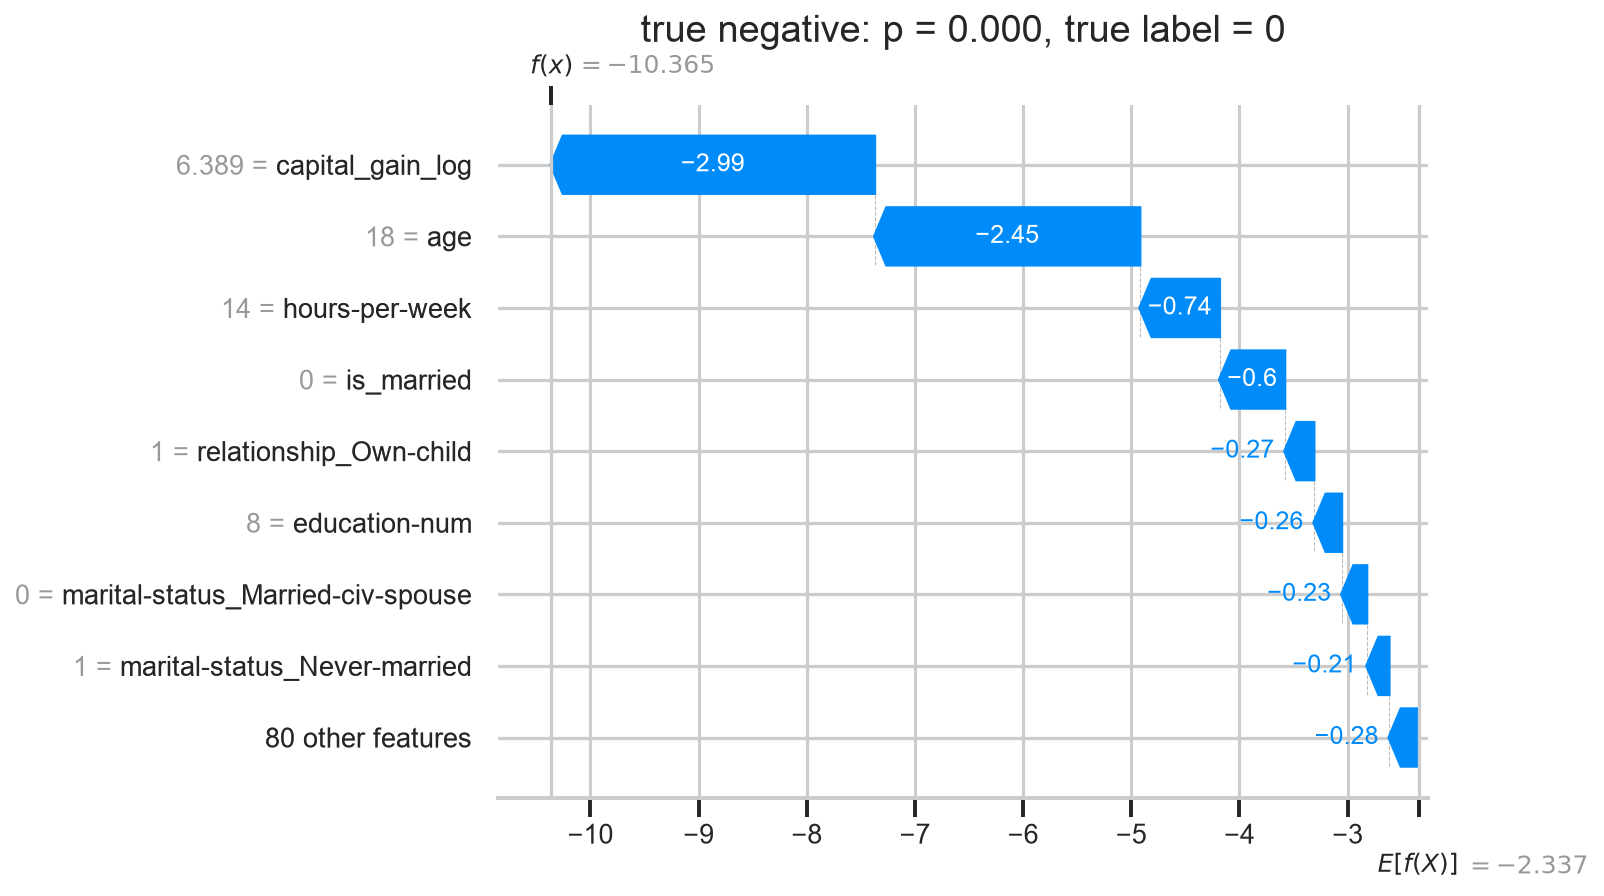 true negative: p = 0.000, true label = 0
f(x) = −10.365
6.389 = capital_gain_log −2.99
18 = age −2.45
14 = hours-per-week −0.74
0 = is_married −0.6
1 = relationship_Own-child −0.27
8 = education-num −0.26
0 = marital-status_Married-civ-spouse −0.23
1 = marital-status_Never-married −0.21
80 other features −0.28
−10 −9 −8 −7 −6 −5 −4 −3
E[f(X)] = −2.337